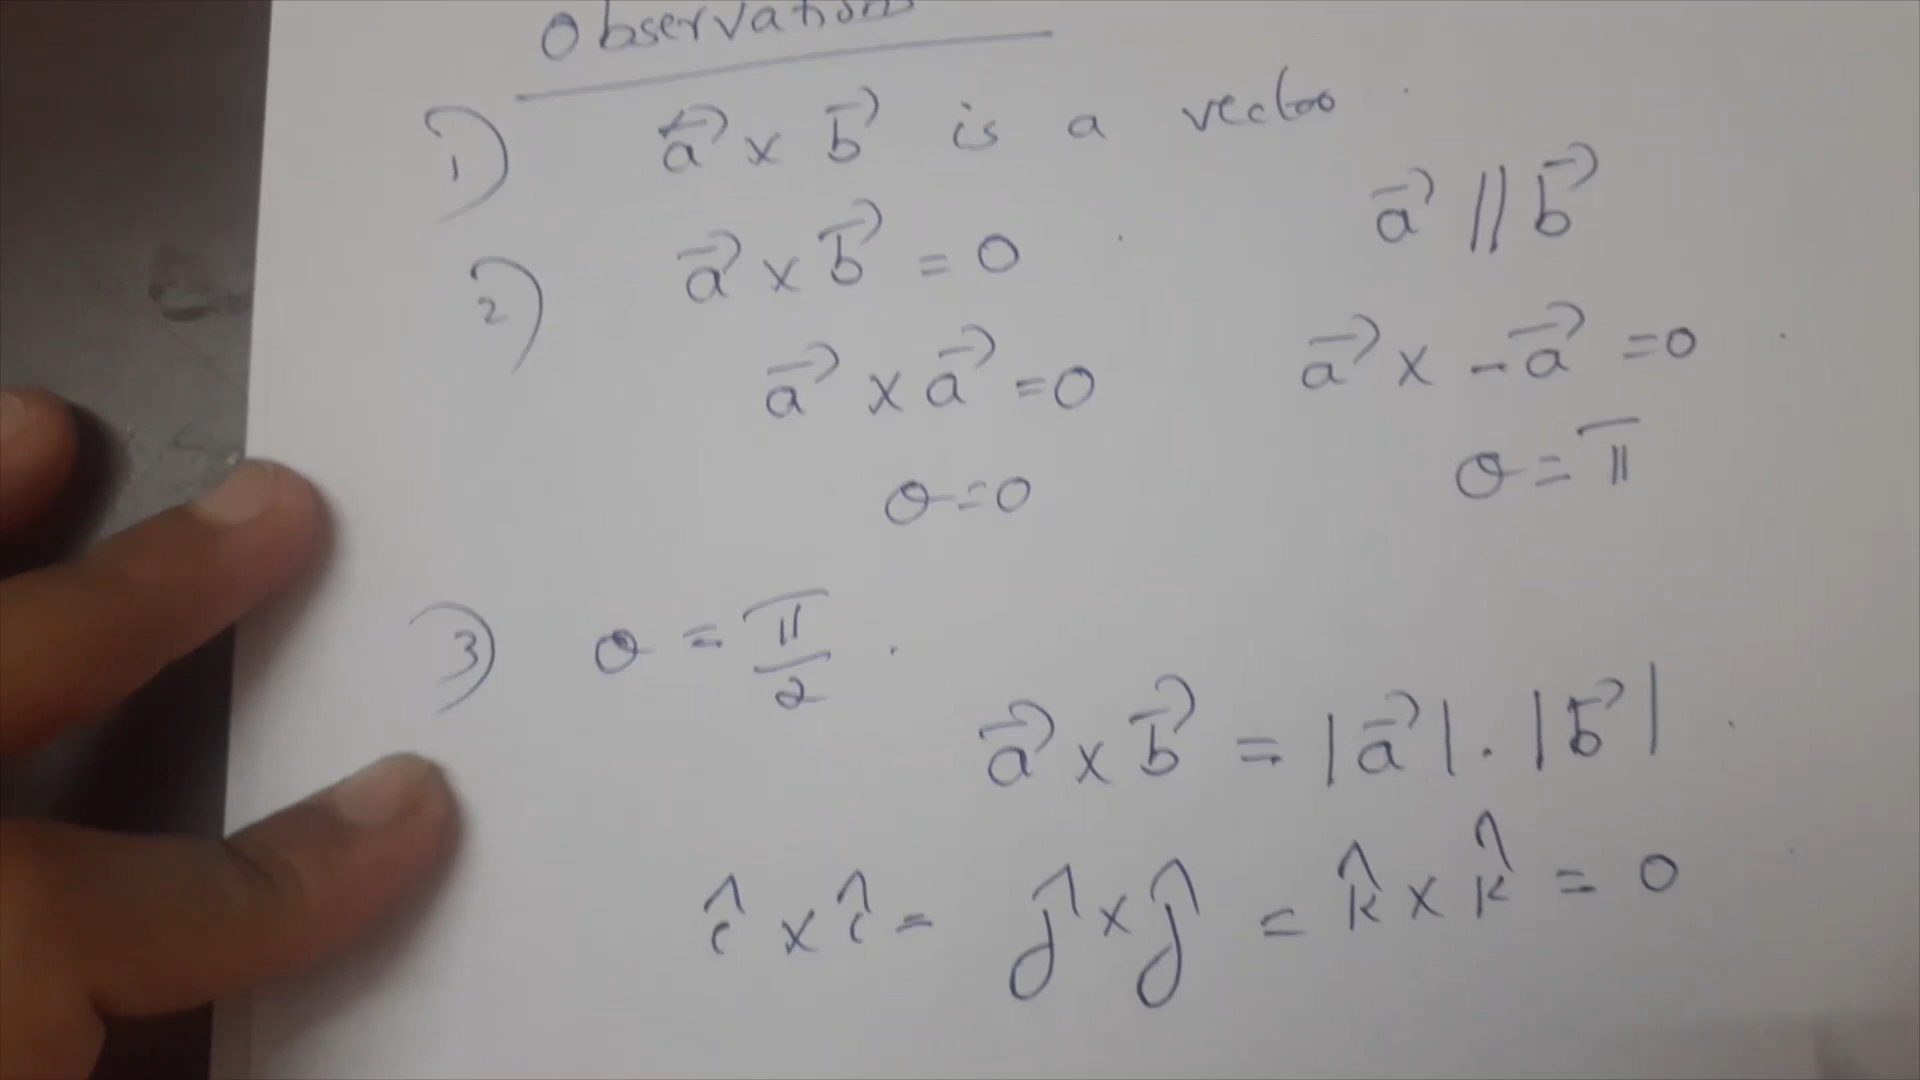 Observations
1) a⃗ × b⃗ is a vector
2) a⃗ × b⃗ = 0 a⃗ || b⃗
a⃗ × a⃗ = 0 a⃗ × -a⃗ = 0
θ = 0 θ = π
3) θ = π/2 .
a⃗ × b⃗ = |a⃗| . |b⃗| .
î × î = ĵ × ĵ = k̂ × k̂ = 0